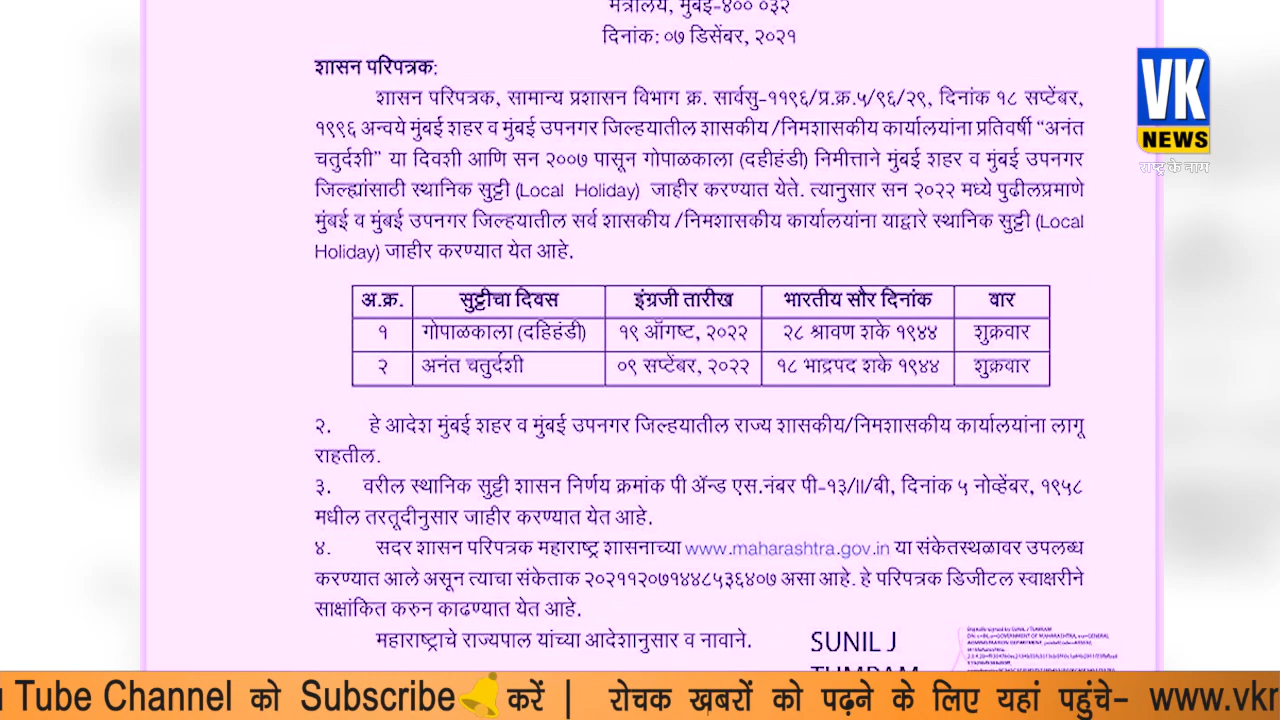 मंत्रालय, मुंबई-४०० ०३२
दिनांक: ०७ डिसेंबर, २०२१
शासन परिपत्रक:
शासन परिपत्रक, सामान्य प्रशासन विभाग क्र. सार्वसु-११९६/प्र.क्र.५/९६/२९, दिनांक १८ सप्टेंबर,
१९९६ अन्वये मुंबई शहर व मुंबई उपनगर जिल्हयातील शासकीय/निमशासकीय कार्यालयांना प्रतिवर्षी “अनंत
चतुर्दशी” या दिवशी आणि सन २००७ पासून गोपाळकाला (दहीहंडी) निमीत्ताने मुंबई शहर व मुंबई उपनगर
जिल्ह्यांसाठी स्थानिक सुट्टी (Local Holiday) जाहीर करण्यात येते. त्यानुसार सन २०२२ मध्ये पुढीलप्रमाणे
मुंबई व मुंबई उपनगर जिल्हयातील सर्व शासकीय/निमशासकीय कार्यालयांना याद्वारे स्थानिक सुट्टी (Local
Holiday) जाहीर करण्यात येत आहे.
अ.क्र. सुट्टीचा दिवस इंग्रजी तारीख भारतीय सौर दिनांक वार
१ गोपाळकाला (दहिहंडी) १९ ऑगष्ट, २०२२ २८ श्रावण शके १९४४ शुक्रवार
२ अनंत चतुर्दशी ०९ सप्टेंबर, २०२२ १८ भाद्रपद शके १९४४ शुक्रवार
२. हे आदेश मुंबई शहर व मुंबई उपनगर जिल्हयातील राज्य शासकीय/निमशासकीय कार्यालयांना लागू
राहतील.
३. वरील स्थानिक सुट्टी शासन निर्णय क्रमांक पी ॲन्ड एस.नंबर पी-१३/II/बी, दिनांक ५ नोव्हेंबर, १९५८
मधील तरतूदीनुसार जाहीर करण्यात येत आहे.
४. सदर शासन परिपत्रक महाराष्ट्र शासनाच्या www.maharashtra.gov.in या संकेतस्थळावर उपलब्ध
करण्यात आले असून त्याचा संकेताक २०२११२०७१४४८५३६४०७ असा आहे. हे परिपत्रक डिजीटल स्वाक्षरीने
साक्षांकित करुन काढण्यात येत आहे.
महाराष्ट्राचे राज्यपाल यांच्या आदेशानुसार व नावाने.
SUNIL J
VK
NEWS
राष्ट्र के नाम
Tube Channel को Subscribe करें | रोचक खबरों को पढ़ने के लिए यहां पहुंचे- www.vkr